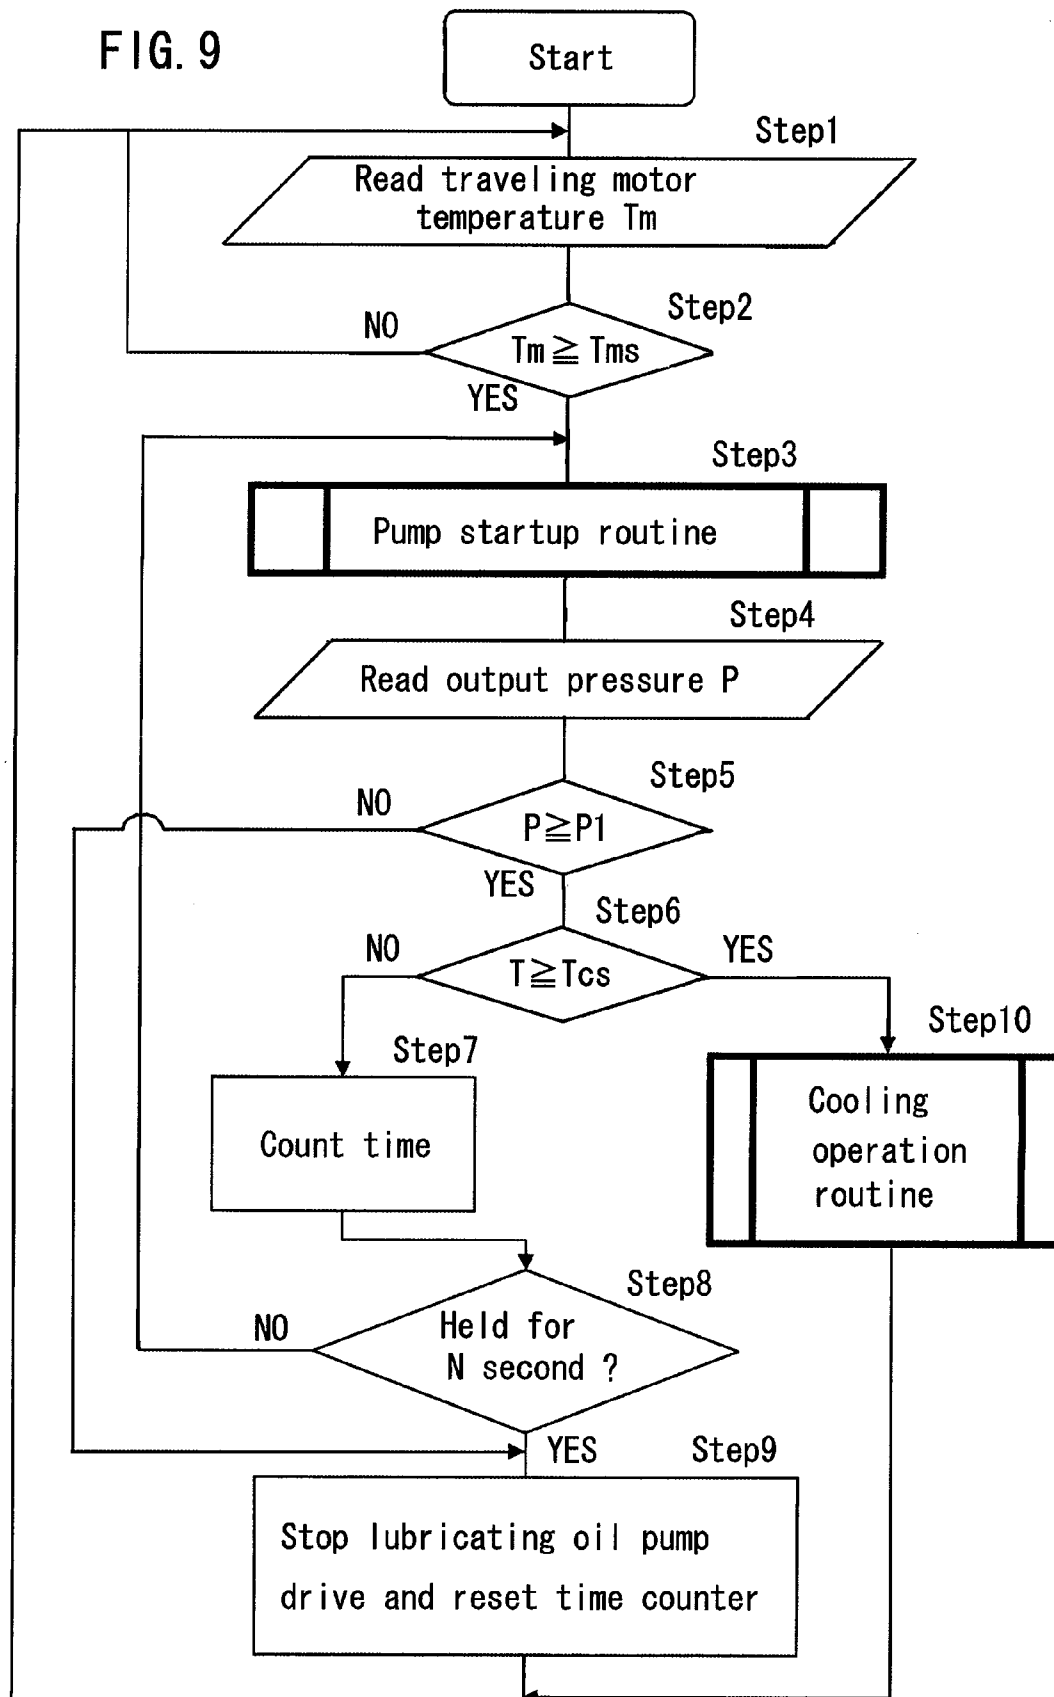 FIG. 9
Start
Step1
Read traveling motor
temperature Tm
Step2
NO
Tm ≧ Tms
YES
Step3
Pump startup routine
Step4
Read output pressure P
Step5
NO
P≧P1
YES
Step6
NO
T≧Tcs
YES
Step10
Step7
Cooling
operation
routine
Count time
Step8
NO
Held for
N second ?
YES
Step9
Stop lubricating oil pump
drive and reset time counter